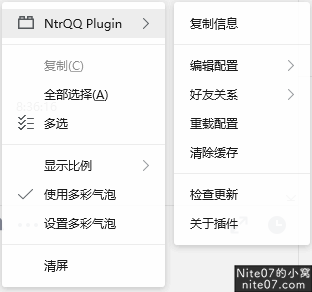 NtrQQ Plugin
复制(C)
全部选择(A)
多选
显示比例
使用多彩气泡
设置多彩气泡
清屏
复制信息
编辑配置
好友关系
重载配置
清除缓存
检查更新
关于插件
Nite07的小窝
nite07.com